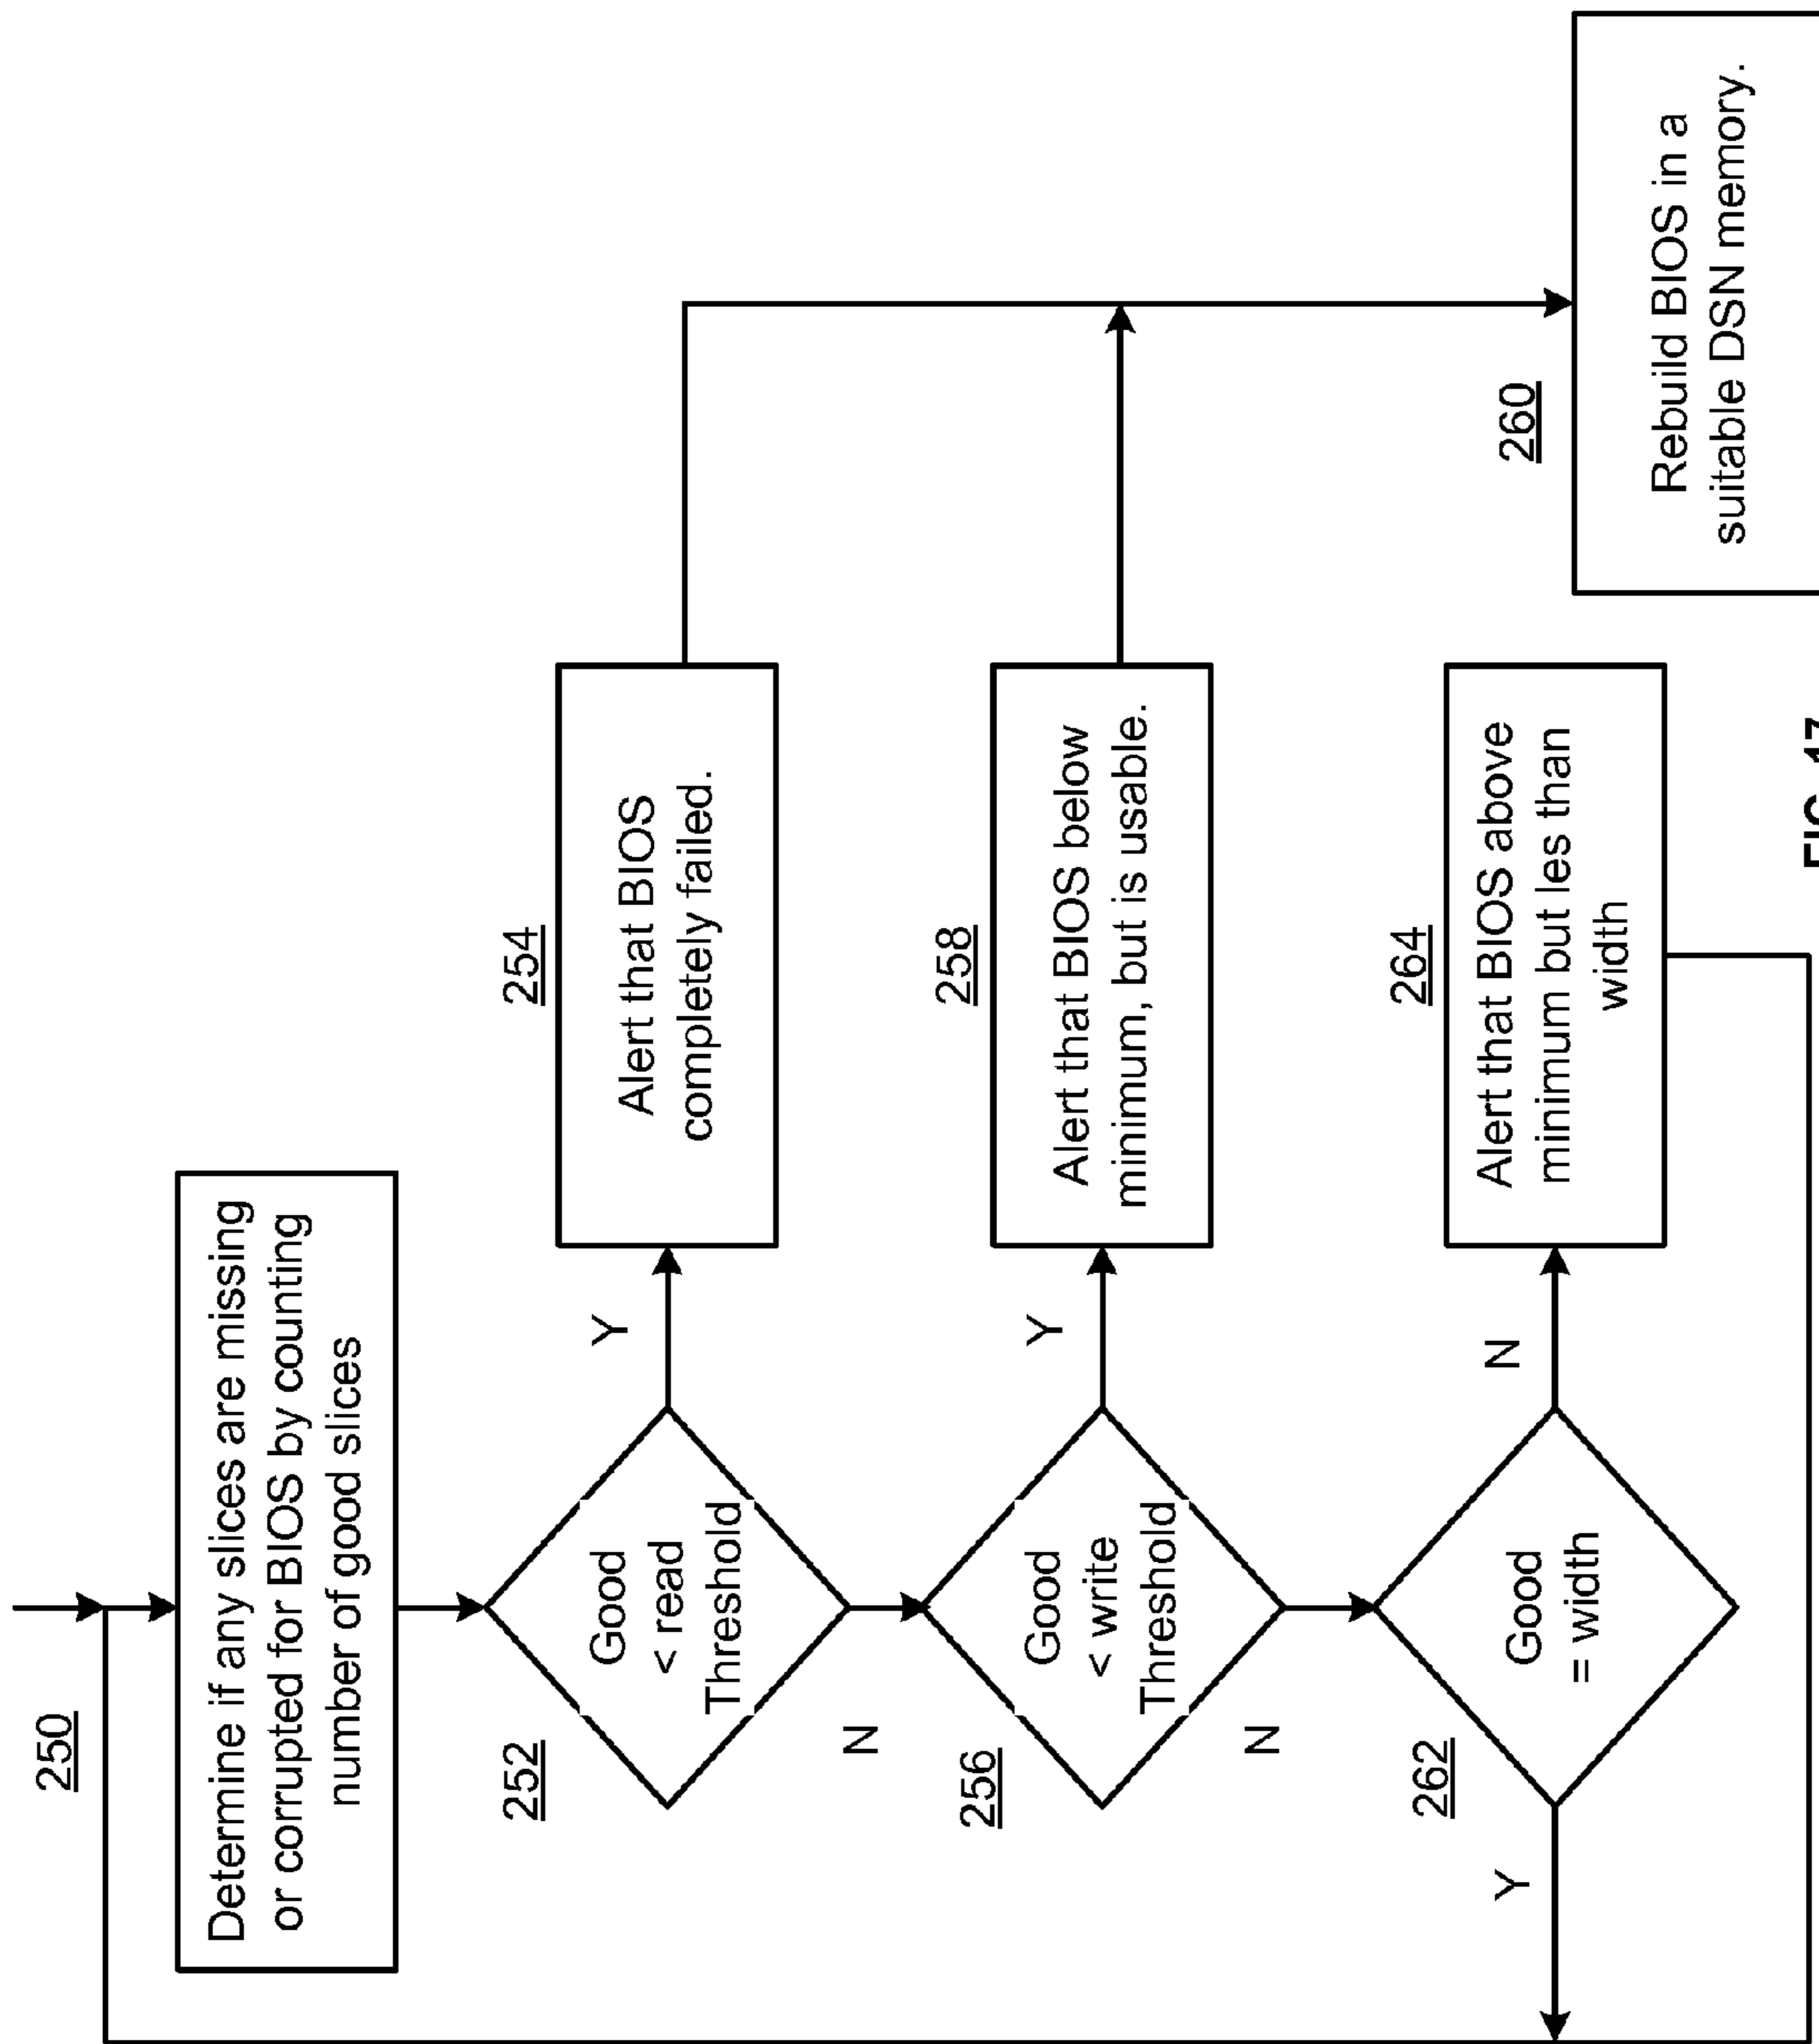 250
Determine if any slices are missing
or corrupted for BIOS by counting
number of good slices
252
Good
< read
Threshold
Y
N
254
Alert that BIOS
completely failed.
256
Good
< write
Threshold
Y
N
258
Alert that BIOS below
minimum, but is usable.
260
Rebuild BIOS in a
suitable DSN memory.
262
Good
= width
Y
N
264
Alert that BIOS above
minimum but les than
width
FIG. 17